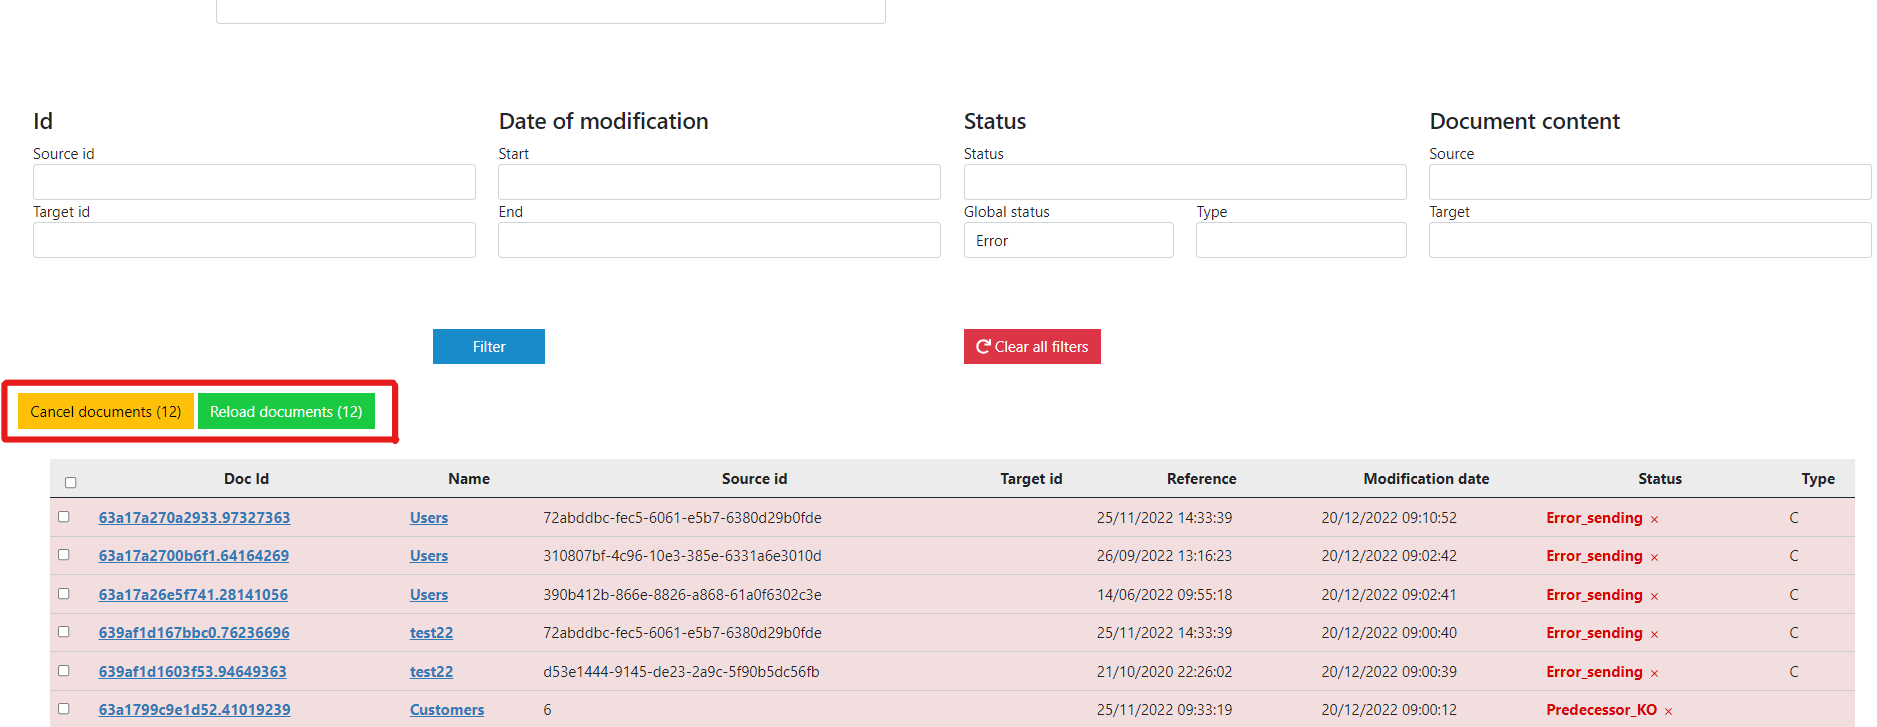 Id Date of modification Status Document content
Source id Start Status Source
Target id End Global status Type Target
Error
Filter Clear all filters
Cancel documents (12) Reload documents (12)
Doc Id Name Source id Target id Reference Modification date Status Type
63a17a270a2933.97327363 Users 72abddbc-fec5-6061-e5b7-6380d29b0fde 25/11/2022 14:33:39 20/12/2022 09:10:52 Error_sending × C
63a17a2700b6f1.64164269 Users 310807bf-4c96-10e3-385e-6331a6e3010d 26/09/2022 13:16:23 20/12/2022 09:02:42 Error_sending × C
63a17a26e5f741.28141056 Users 390b412b-866e-8826-a868-61a0f6302c3e 14/06/2022 09:55:18 20/12/2022 09:02:41 Error_sending × C
639af1d167bbc0.76236696 test22 72abddbc-fec5-6061-e5b7-6380d29b0fde 25/11/2022 14:33:39 20/12/2022 09:00:40 Error_sending × C
639af1d1603f53.94649363 test22 d53e1444-9145-de23-2a9c-5f90b5dc56fb 21/10/2020 22:26:02 20/12/2022 09:00:39 Error_sending × C
63a1799c9e1d52.41019239 Customers 6 25/11/2022 09:33:19 20/12/2022 09:00:12 Predecessor_KO ×